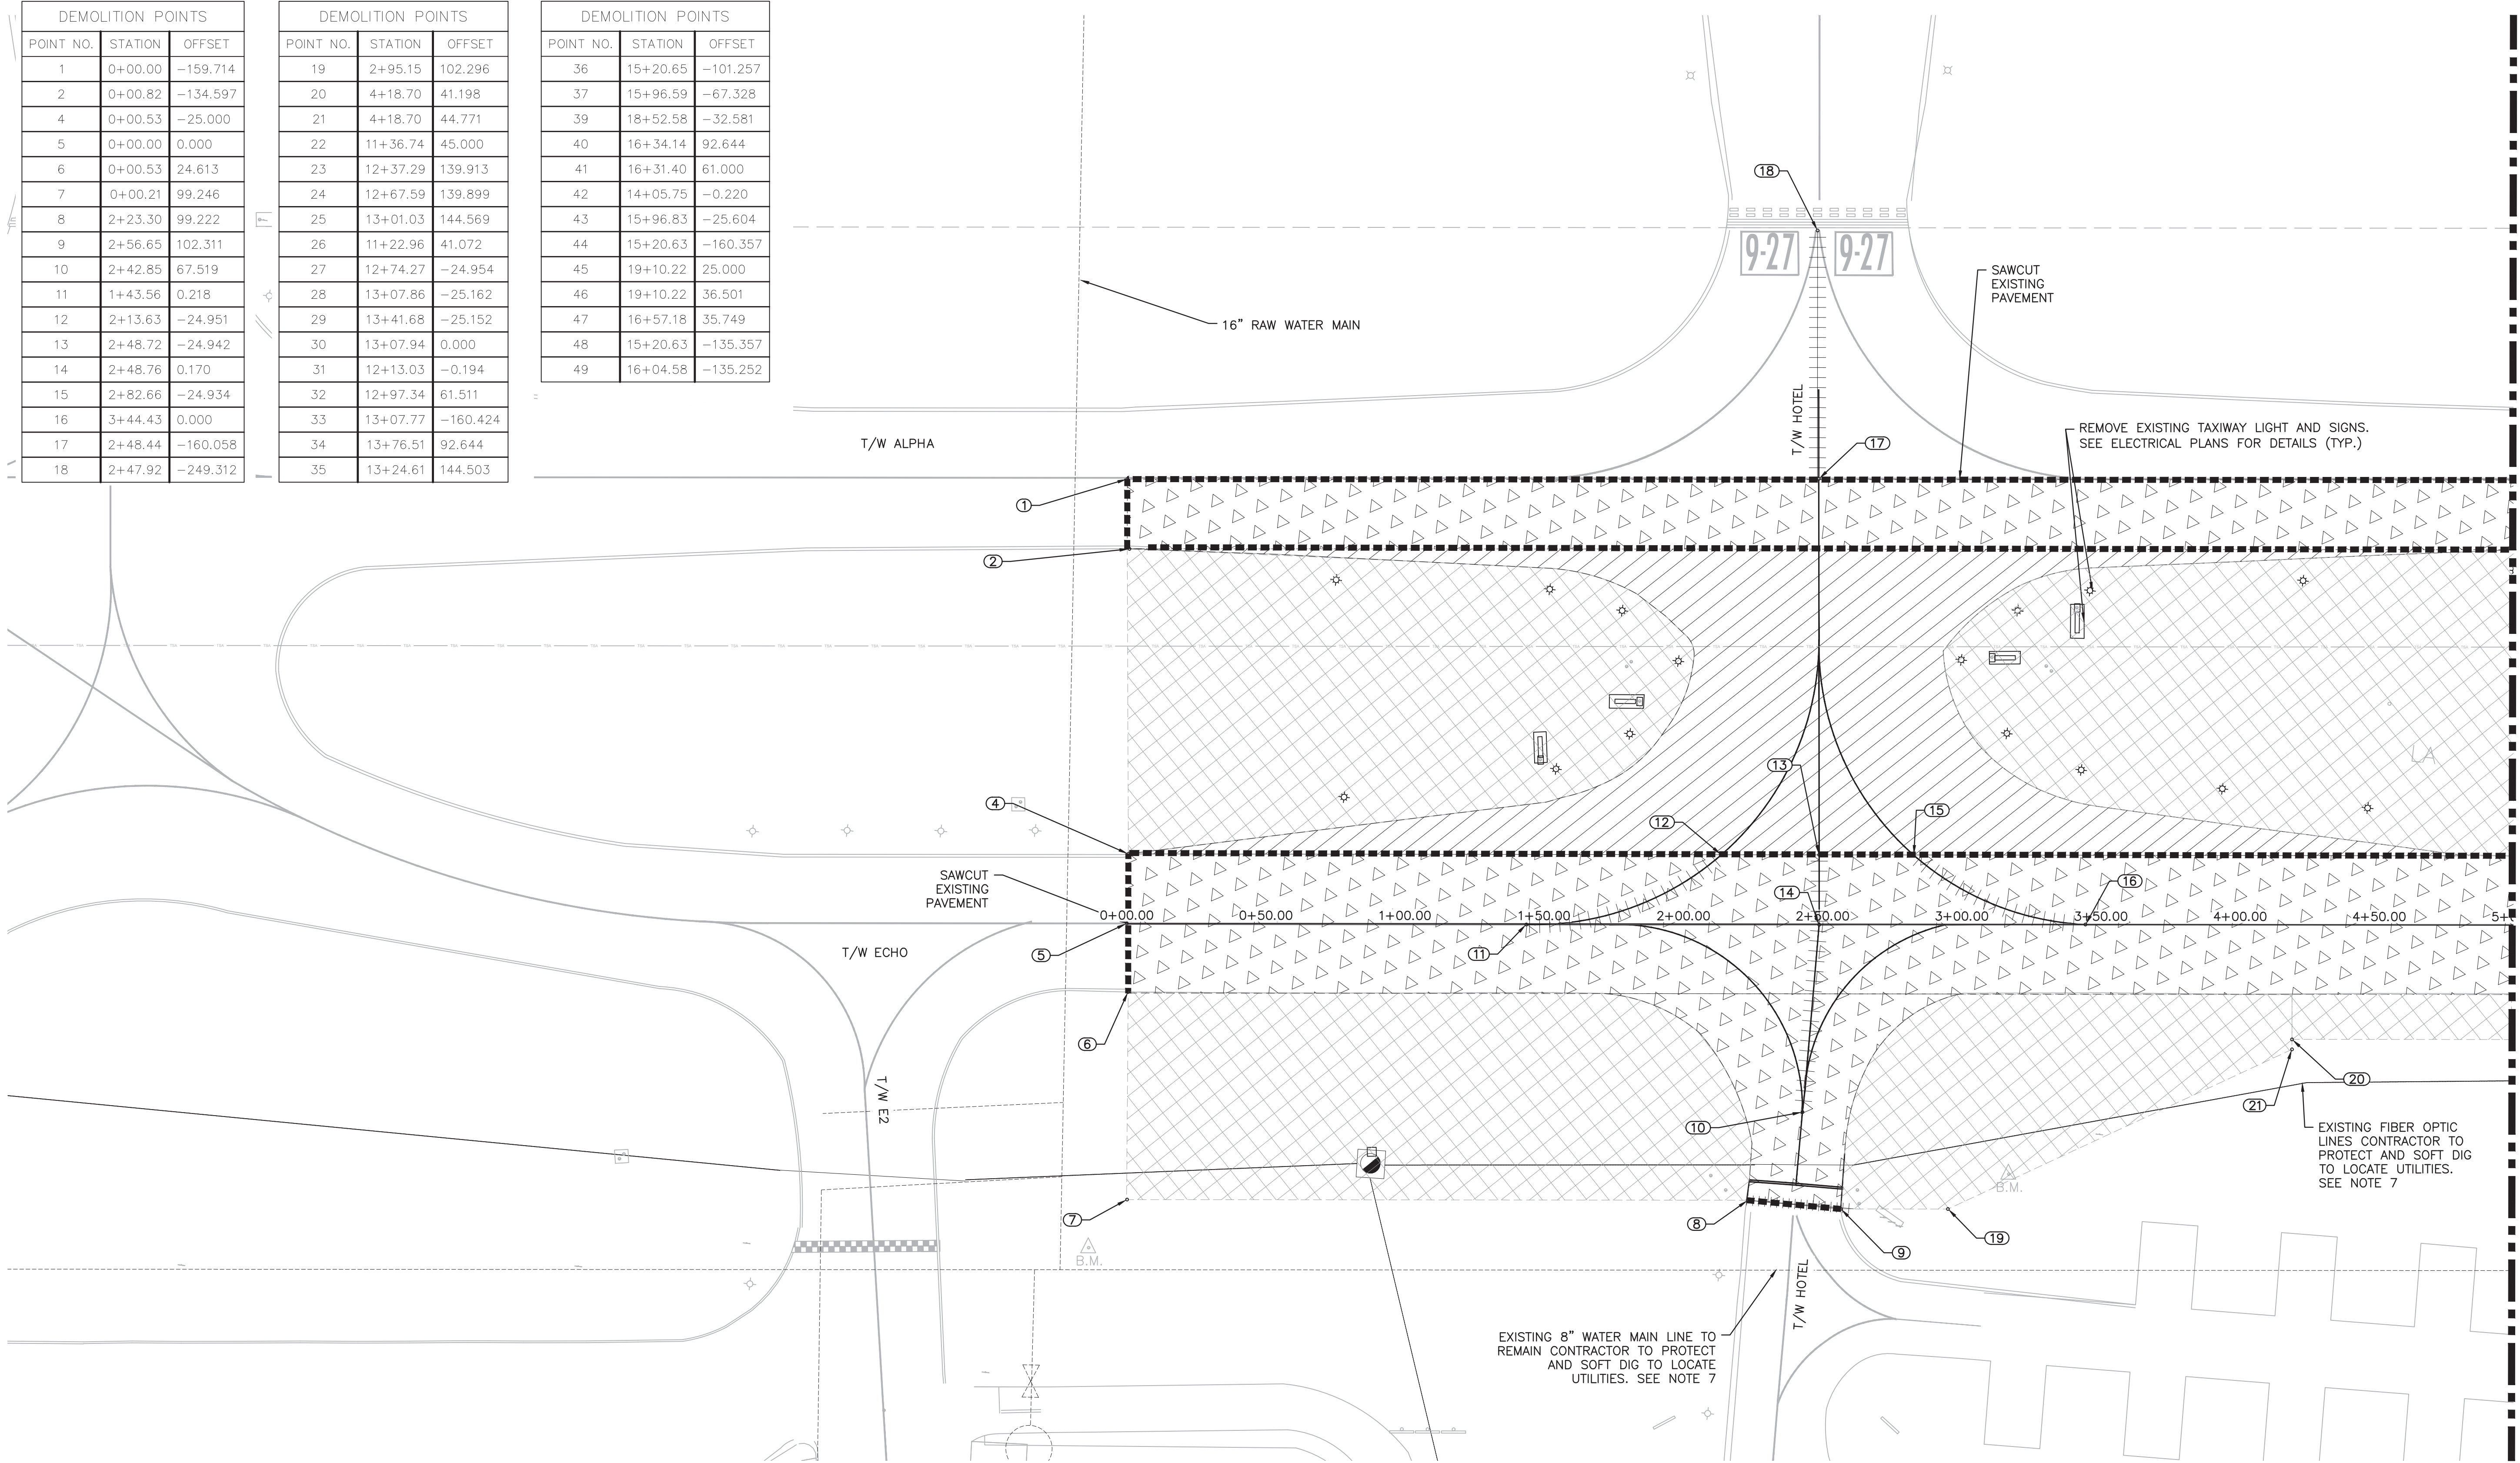 DEMOLITION POINTS
POINT NO. STATION OFFSET
1 0+00.00 −159.714
2 0+00.82 −134.597
4 0+00.53 −25.000
5 0+00.00 0.000
6 0+00.53 24.613
7 0+00.21 99.246
8 2+23.30 99.222
9 2+56.65 102.311
10 2+42.85 67.519
11 1+43.56 0.218
12 2+13.63 −24.951
13 2+48.72 −24.942
14 2+48.76 0.170
15 2+82.66 −24.934
16 3+44.43 0.000
17 2+48.44 −160.058
18 2+47.92 −249.312
DEMOLITION POINTS
POINT NO. STATION OFFSET
19 2+95.15 102.296
20 4+18.70 41.198
21 4+18.70 44.771
22 11+36.74 45.000
23 12+37.29 139.913
24 12+67.59 139.899
25 13+01.03 144.569
26 11+22.96 41.072
27 12+74.27 −24.954
28 13+07.86 −25.162
29 13+41.68 −25.152
30 13+07.94 0.000
31 12+13.03 −0.194
32 12+97.34 61.511
33 13+07.77 −160.424
34 13+76.51 92.644
35 13+24.61 144.503
DEMOLITION POINTS
POINT NO. STATION OFFSET
36 15+20.65 −101.257
37 15+96.59 −67.328
39 18+52.58 −32.581
40 16+34.14 92.644
41 16+31.40 61.000
42 14+05.75 −0.220
43 15+96.83 −25.604
44 15+20.63 −160.357
45 19+10.22 25.000
46 19+10.22 36.501
47 16+57.18 35.749
48 15+20.63 −135.357
49 16+04.58 −135.252
18
9-27 9-27
SAWCUT
EXISTING
PAVEMENT
16" RAW WATER MAIN
T/W HOTEL
T/W ALPHA
17
REMOVE EXISTING TAXIWAY LIGHT AND SIGNS.
SEE ELECTRICAL PLANS FOR DETAILS (TYP.)
1
2
LA
13
4
12
15
SAWCUT
EXISTING
PAVEMENT
14
16
0+00.00 0+50.00 1+00.00 1+50.00 2+00.00 2+50.00 3+00.00 3+50.00 4+00.00 4+50.00 5+
T/W ECHO
5
11
6
T/W E2
20
21
10
EXISTING FIBER OPTIC
LINES CONTRACTOR TO
PROTECT AND SOFT DIG
TO LOCATE UTILITIES.
SEE NOTE 7
B.M.
7
8
19
9
B.M.
T/W HOTEL
EXISTING 8" WATER MAIN LINE TO
REMAIN CONTRACTOR TO PROTECT
AND SOFT DIG TO LOCATE
UTILITIES. SEE NOTE 7